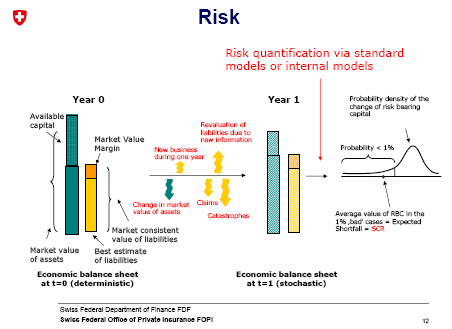 Risk
Risk quantification via standard
models or internal models
Year 0
Year 1
Probability density of the
change of risk bearing
capital
Available
capital
Market Value
Margin
New business
during one year
Revaluation of
liabilities due to
new information
Probability < 1%
Change in market
value of assets
Claims
Catastrophes
Market consistent
value of liabilities
Market value
of assets
Best estimate
of liabilities
Average value of RBC in the
1% ‚bad' cases = Expected
Shortfall = SCR
Economic balance sheet
at t=0 (deterministic)
Economic balance sheet
at t=1 (stochastic)
Swiss Federal Department of Finance FDF
Swiss Federal Office of Private Insurance FOPI
12